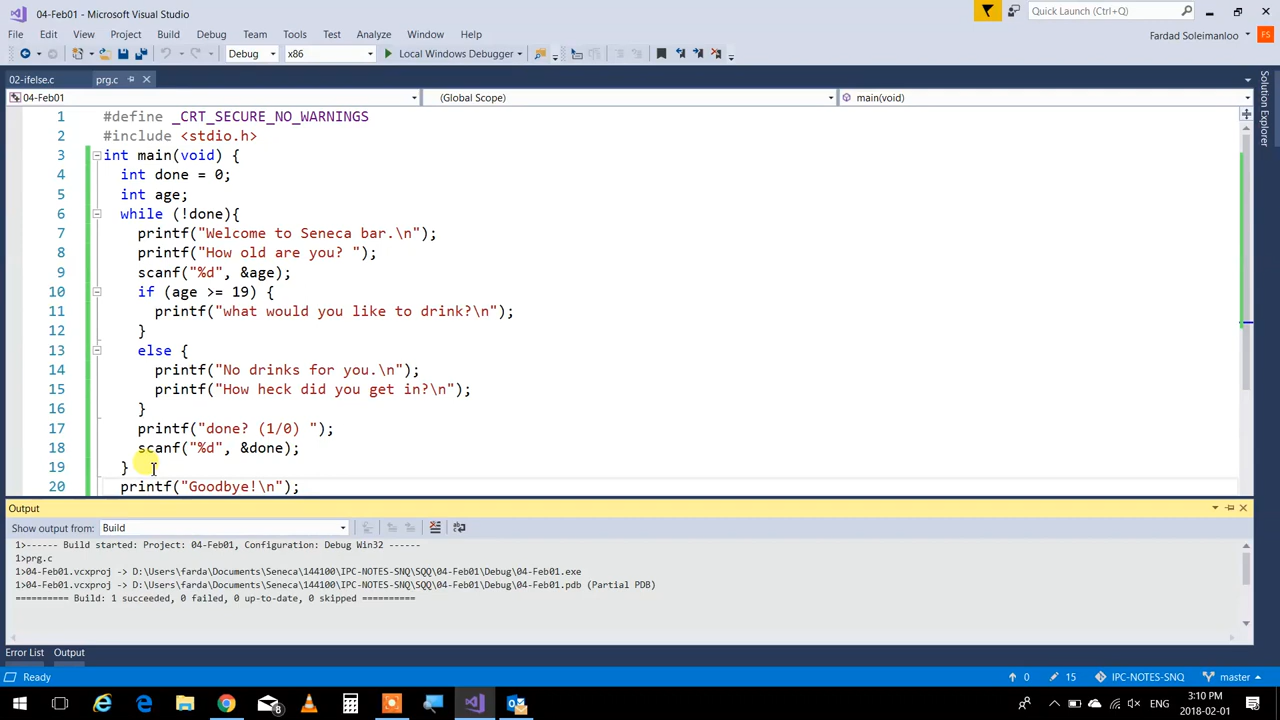 04-Feb01 - Microsoft Visual Studio
Quick Launch (Ctrl+Q)
File Edit View Project Build Debug Team Tools Test Analyze Window Help
Fardad Soleimanloo FS
Debug x86 Local Windows Debugger
02-ifelse.c prg.c
04-Feb01 (Global Scope) main(void)
Solution Explorer
1 #define _CRT_SECURE_NO_WARNINGS
2 #include <stdio.h>
3 int main(void) {
4 int done = 0;
5 int age;
6 while (!done){
7 printf("Welcome to Seneca bar.\n");
8 printf("How old are you? ");
9 scanf("%d", &age);
10 if (age >= 19) {
11 printf("what would you like to drink?\n");
12 }
13 else {
14 printf("No drinks for you.\n");
15 printf("How heck did you get in?\n");
16 }
17 printf("done? (1/0) ");
18 scanf("%d", &done);
19 }
20 printf("Goodbye!\n");
Output
Show output from: Build
1>------ Build started: Project: 04-Feb01, Configuration: Debug Win32 ------
1>prg.c
1>04-Feb01.vcxproj -> D:\Users\farda\Documents\Seneca\144100\IPC-NOTES-SNQ\SQQ\04-Feb01\Debug\04-Feb01.exe
1>04-Feb01.vcxproj -> D:\Users\farda\Documents\Seneca\144100\IPC-NOTES-SNQ\SQQ\04-Feb01\Debug\04-Feb01.pdb (Partial PDB)
========== Build: 1 succeeded, 0 failed, 0 up-to-date, 0 skipped ==========
Error List Output
Ready 0 15 IPC-NOTES-SNQ master
8 ENG 3:10 PM
2018-02-01